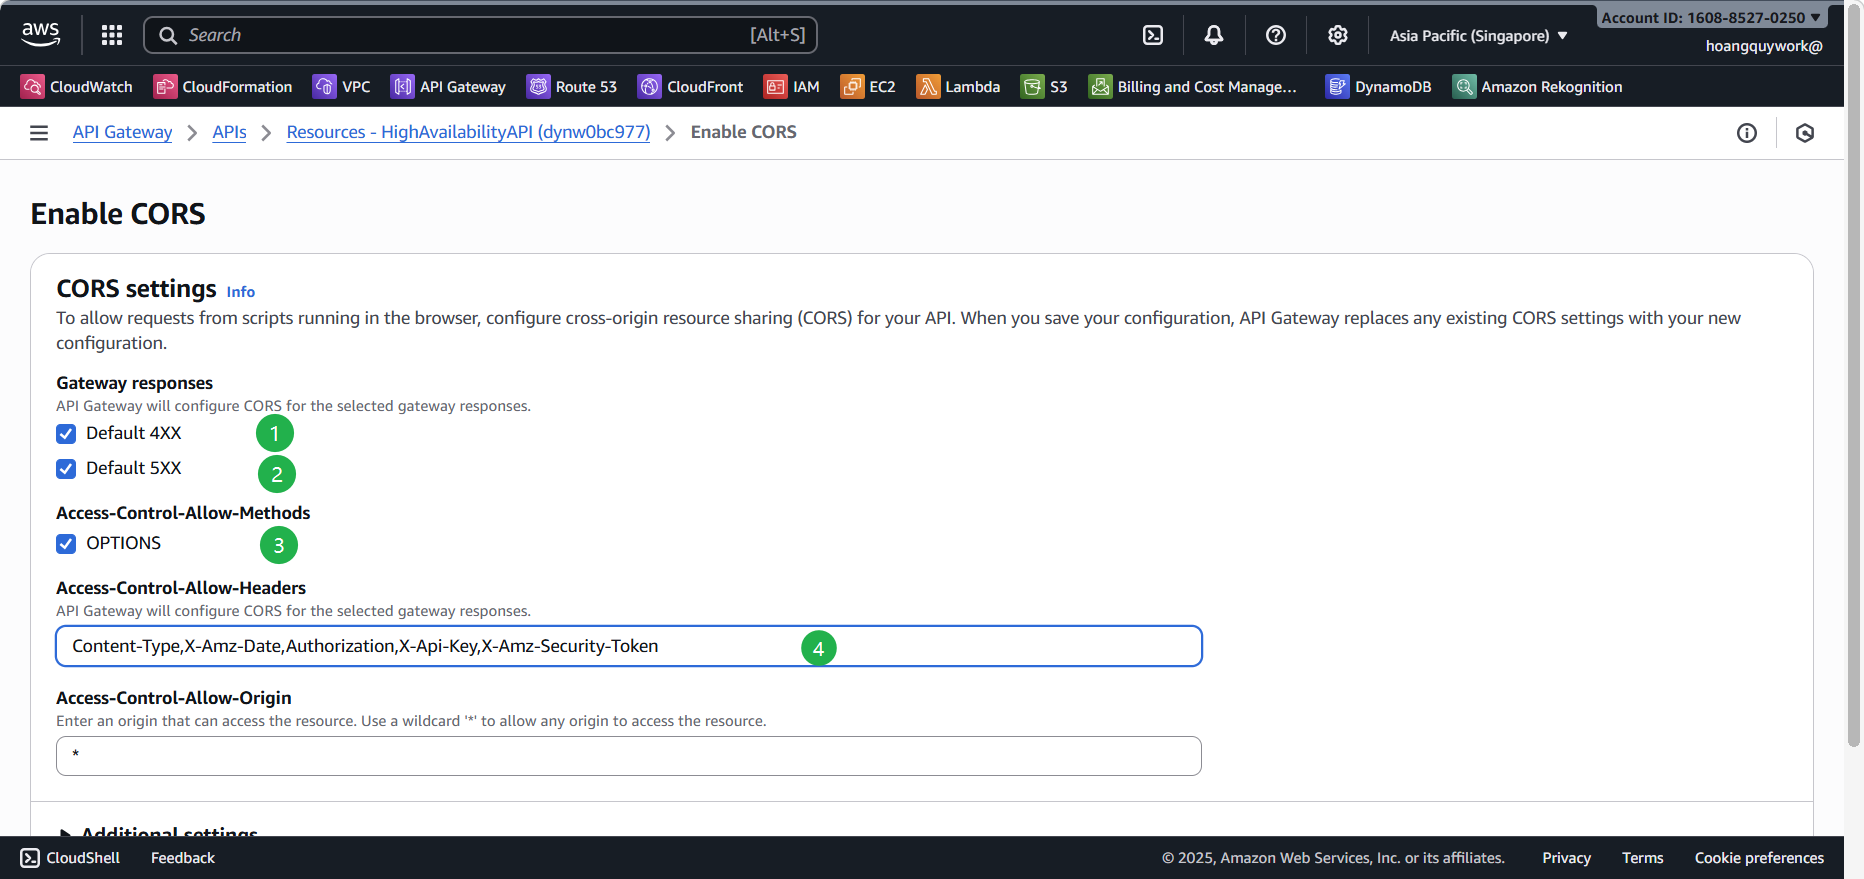 aws
Search
[Alt+S]
Asia Pacific (Singapore)
Account ID: 1608-8527-0250
hoangquywork@
CloudWatch
CloudFormation
VPC
API Gateway
Route 53
CloudFront
IAM
EC2
Lambda
S3
Billing and Cost Manage...
DynamoDB
Amazon Rekognition
API Gateway
APIs
Resources - HighAvailabilityAPI (dynw0bc977)
Enable CORS
Enable CORS
CORS settings Info
To allow requests from scripts running in the browser, configure cross-origin resource sharing (CORS) for your API. When you save your configuration, API Gateway replaces any existing CORS settings with your new
configuration.
Gateway responses
API Gateway will configure CORS for the selected gateway responses.
Default 4XX
1
Default 5XX
2
Access-Control-Allow-Methods
OPTIONS
3
Access-Control-Allow-Headers
API Gateway will configure CORS for the selected gateway responses.
Content-Type,X-Amz-Date,Authorization,X-Api-Key,X-Amz-Security-Token
4
Access-Control-Allow-Origin
Enter an origin that can access the resource. Use a wildcard '*' to allow any origin to access the resource.
*
Additional settings
CloudShell
Feedback
© 2025, Amazon Web Services, Inc. or its affiliates.
Privacy
Terms
Cookie preferences